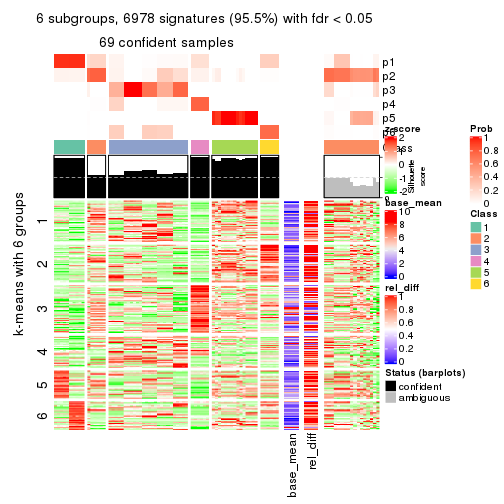 6 subgroups, 6978 signatures (95.5%) with fdr < 0.05
69 confident samples
p1
p2
p3
p4
p5
p6
Class
Silhouette
score
k-means with 6 groups
1
2
3
4
5
6
base_mean
rel_diff
z-score
2
1
0
-1
-2
base_mean
10
8
6
4
2
0
rel_diff
1
0.8
0.6
0.4
0.2
0
Status (barplots)
confident
ambiguous
Prob
1
0.8
0.6
0.4
0.2
0
Class
1
2
3
4
5
6